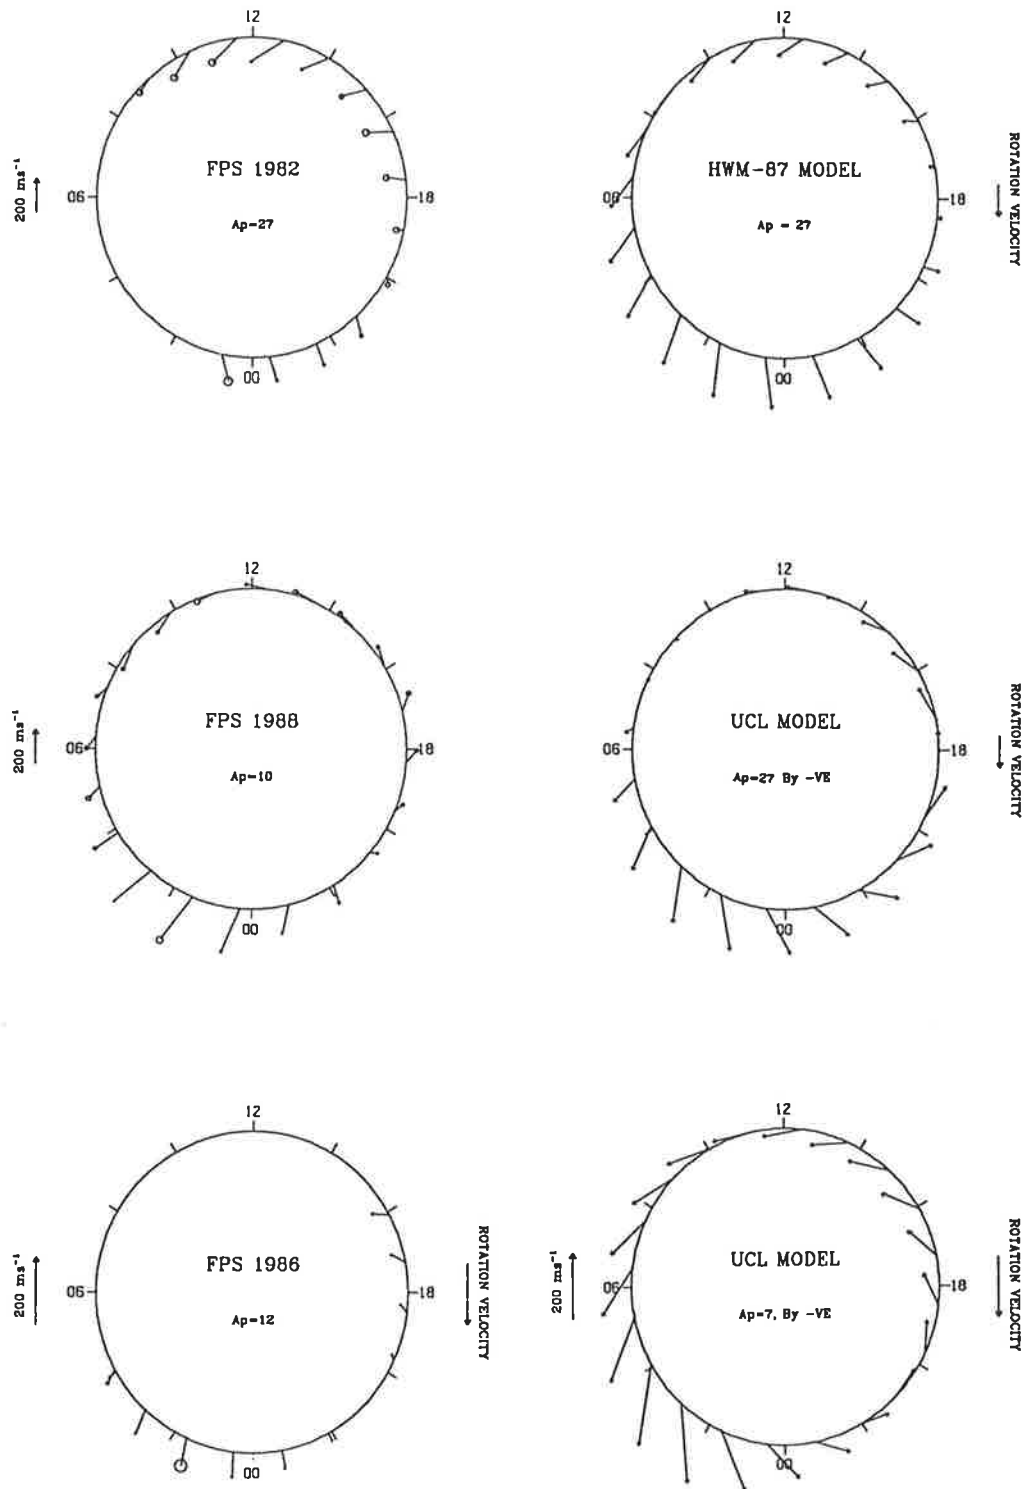 12
FPS 1982
Ap=27
06
18
00
200 ms⁻¹
12
HWM-87 MODEL
Ap = 27
06
18
00
ROTATION VELOCITY
12
FPS 1988
Ap=10
06
18
00
200 ms⁻¹
12
UCL MODEL
Ap=27 By -VE
06
18
00
ROTATION VELOCITY
12
FPS 1986
Ap=12
06
18
00
200 ms⁻¹
ROTATION VELOCITY
12
UCL MODEL
Ap=7, By -VE
06
18
00
200 ms⁻¹
ROTATION VELOCITY